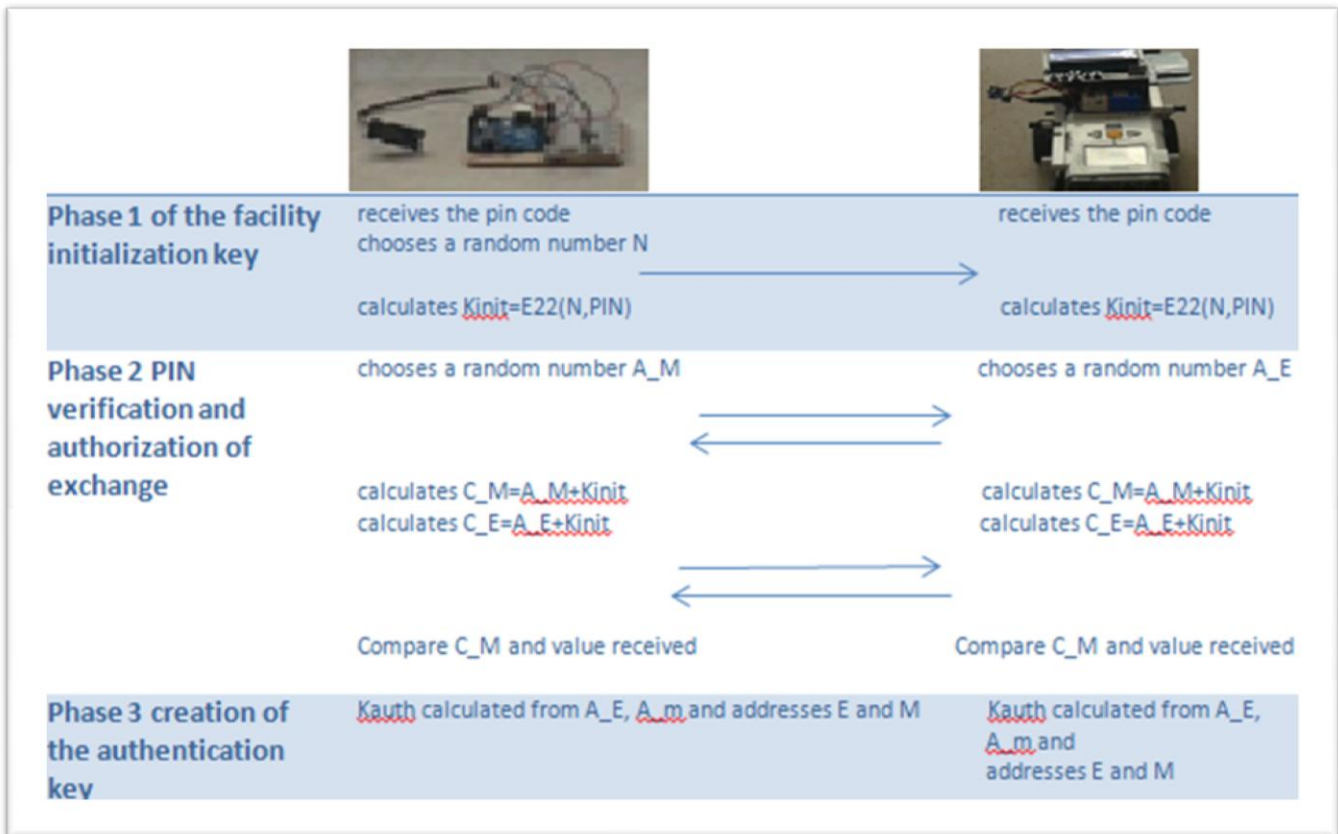 Phase 1 of the facility
initialization key
receives the pin code
chooses a random number N
calculates Kinit=E22(N,PIN)
receives the pin code
calculates Kinit=E22(N,PIN)
Phase 2 PIN
verification and
authorization of
exchange
chooses a random number A_M
calculates C_M=A_M+Kinit
calculates C_E=A_E+Kinit
Compare C_M and value received
chooses a random number A_E
calculates C_M=A_M+Kinit
calculates C_E=A_E+Kinit
Compare C_M and value received
Phase 3 creation of
the authentication
key
Kauth calculated from A_E, A_m and addresses E and M
Kauth calculated from A_E,
A_m and
addresses E and M